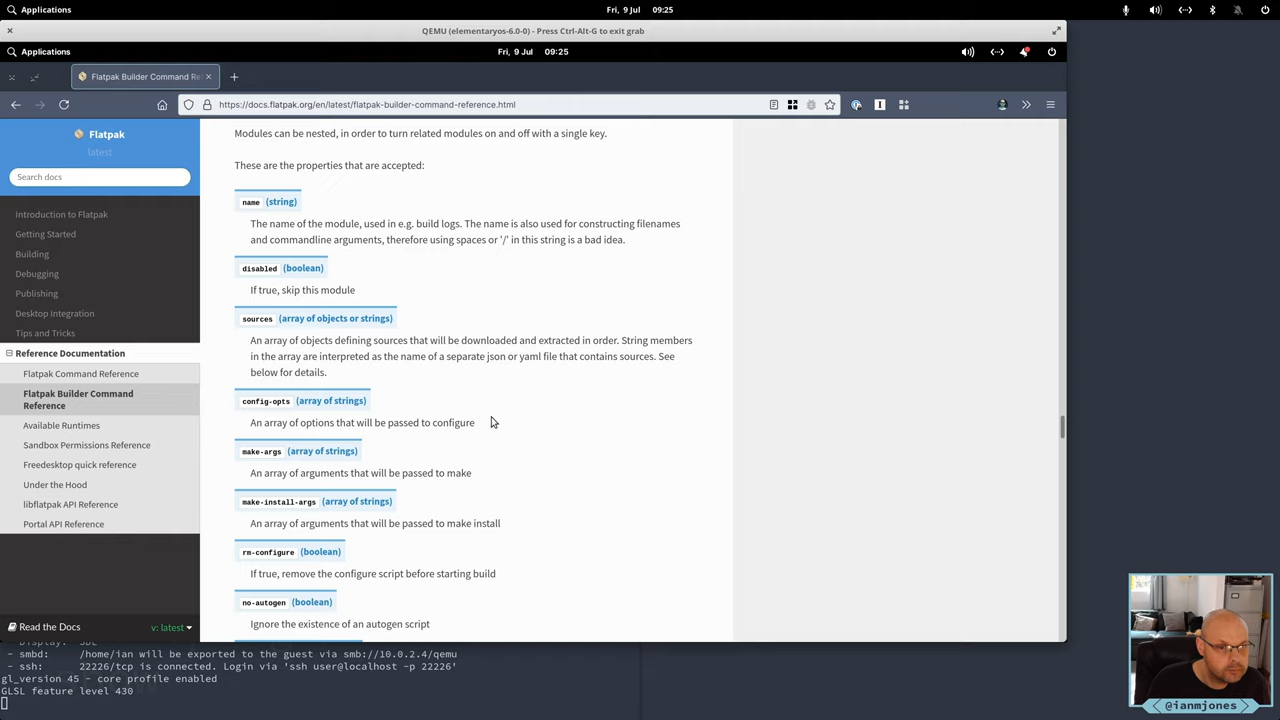 Applications
Fri, 9 Jul 09:25
QEMU (elementaryos-6.0-0) - Press Ctrl-Alt-G to exit grab
Applications
Fri, 9 Jul 09:25
Flatpak Builder Command Re
https://docs.flatpak.org/en/latest/flatpak-builder-command-reference.html
Flatpak
latest
Search docs
Introduction to Flatpak
Getting Started
Building
Debugging
Publishing
Desktop Integration
Tips and Tricks
Reference Documentation
Flatpak Command Reference
Flatpak Builder Command
Reference
Available Runtimes
Sandbox Permissions Reference
Freedesktop quick reference
Under the Hood
libflatpak API Reference
Portal API Reference
Read the Docs
v: latest
Modules can be nested, in order to turn related modules on and off with a single key.
These are the properties that are accepted:
name (string)
The name of the module, used in e.g. build logs. The name is also used for constructing filenames
and commandline arguments, therefore using spaces or '/' in this string is a bad idea.
disabled (boolean)
If true, skip this module
sources (array of objects or strings)
An array of objects defining sources that will be downloaded and extracted in order. String members
in the array are interpreted as the name of a separate json or yaml file that contains sources. See
below for details.
config-opts (array of strings)
An array of options that will be passed to configure
make-args (array of strings)
An array of arguments that will be passed to make
make-install-args (array of strings)
An array of arguments that will be passed to make install
rm-configure (boolean)
If true, remove the configure script before starting build
no-autogen (boolean)
Ignore the existence of an autogen script
- smbd: /home/ian will be exported to the guest via smb://10.0.2.4/qemu
- ssh: 22226/tcp is connected. Login via 'ssh user@localhost -p 22226'
gl_version 45 - core profile enabled
GLSL feature level 430
@ianmjones